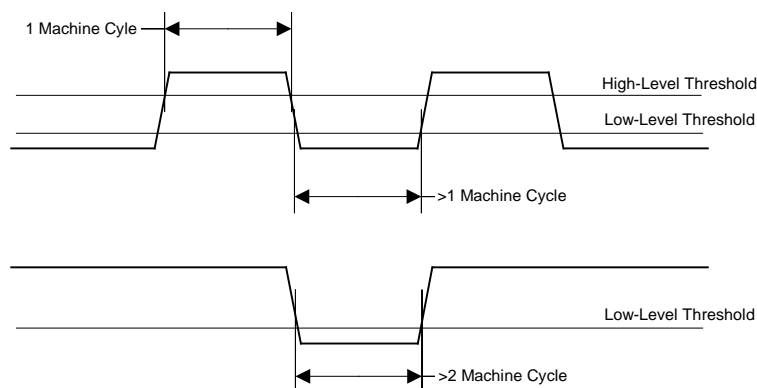 1 Machine Cyle
High-Level Threshold
Low-Level Threshold
>1 Machine Cycle
Low-Level Threshold
>2 Machine Cycle